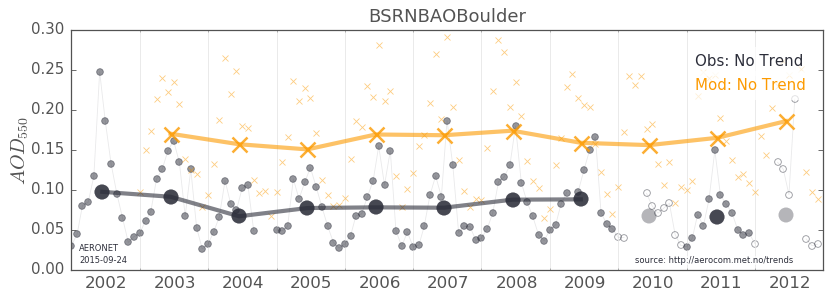 BSRNBAOBoulder
0.30
0.25
0.20
0.15
0.10
0.05
0.00
AOD550
Obs: No Trend
Mod: No Trend
AERONET
2015-09-24
source: http://aerocom.met.no/trends
2002 2003 2004 2005 2006 2007 2008 2009 2010 2011 2012